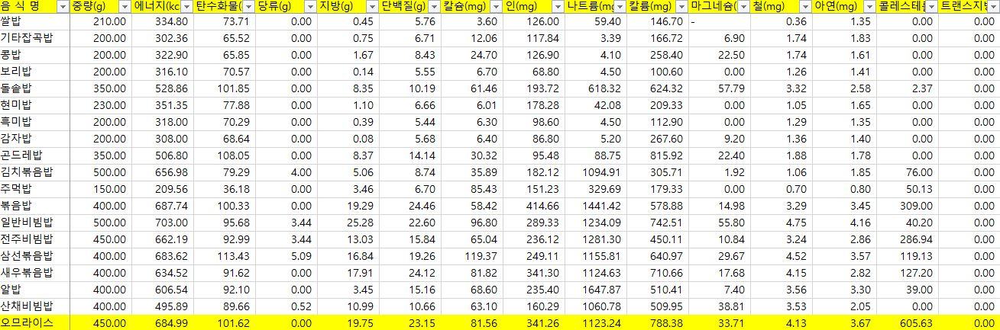 음 식 명 중량(g) 에너지(kc 탄수화물( 당류(g) 지방(g) 단백질(g) 칼슘(mg) 인(mg) 나트륨(mg 칼륨(mg) 마그네슘( 철(mg) 아연(mg) 콜레스테롤 트랜스지방
쌀밥 210.00 334.80 73.71 0.00 0.45 5.76 3.60 126.00 59.40 146.70 - 0.36 1.35 0.00 0.00
기타잡곡밥 200.00 302.36 65.52 0.00 0.75 6.71 12.06 117.84 3.39 166.72 6.90 1.74 1.83 0.00 0.00
콩밥 200.00 322.90 65.85 0.00 1.67 8.43 24.70 126.90 4.10 258.40 22.50 1.74 1.61 0.00 0.00
보리밥 200.00 316.10 70.57 0.00 0.14 5.55 6.70 68.80 4.50 100.60 0.00 1.26 1.41 0.00 0.00
돌솥밥 350.00 528.86 101.85 0.00 8.35 10.19 61.46 193.72 618.32 624.32 57.79 3.32 2.58 2.37 0.00
현미밥 230.00 351.35 77.88 0.00 1.10 6.66 6.01 178.28 42.08 209.33 0.00 1.05 1.65 0.00 0.00
흑미밥 200.00 318.00 70.29 0.00 0.39 5.44 6.30 98.60 4.50 112.90 0.00 1.29 1.35 0.00 0.00
감자밥 200.00 308.00 68.64 0.00 0.08 5.68 6.40 86.80 5.20 267.60 9.20 1.36 1.40 0.00 0.00
곤드레밥 350.00 506.80 108.05 0.00 8.37 14.14 30.32 95.48 88.75 815.92 22.40 1.88 1.78 0.00 0.00
김치볶음밥 500.00 656.98 79.29 4.00 5.06 8.74 35.89 182.12 1094.91 305.71 1.92 1.06 1.85 76.00 0.00
주먹밥 150.00 209.56 36.18 0.00 3.46 6.70 85.43 151.23 329.69 179.33 0.00 0.70 0.80 50.13 0.00
볶음밥 400.00 687.74 100.33 0.00 19.29 24.46 58.42 414.66 1441.42 578.88 14.98 3.29 3.45 309.00 0.00
일반비빔밥 500.00 703.00 95.68 3.44 25.28 22.60 96.80 289.33 1234.09 742.51 55.80 4.75 4.16 40.20 0.00
전주비빔밥 450.00 662.19 92.99 3.44 13.03 15.84 65.04 236.12 1281.30 450.11 10.84 3.24 2.86 286.94 0.00
삼선볶음밥 400.00 683.62 113.43 5.09 16.84 19.26 119.37 249.11 1155.81 640.97 29.67 4.52 3.57 119.13 0.00
새우볶음밥 400.00 634.52 91.62 0.00 17.91 24.12 81.82 341.30 1124.63 710.66 17.68 4.15 2.82 127.20 0.00
알밥 400.00 606.54 92.10 0.00 3.45 15.16 68.60 235.40 1647.87 510.41 7.40 3.56 3.30 39.00 0.00
산채비빔밥 400.00 495.89 89.66 0.52 10.99 10.66 63.10 160.29 1060.78 509.95 38.81 3.53 2.05 0.00 0.00
오므라이스 450.00 684.99 101.62 0.00 19.75 23.15 81.56 341.26 1123.24 788.38 33.71 4.13 3.67 605.63 0.00